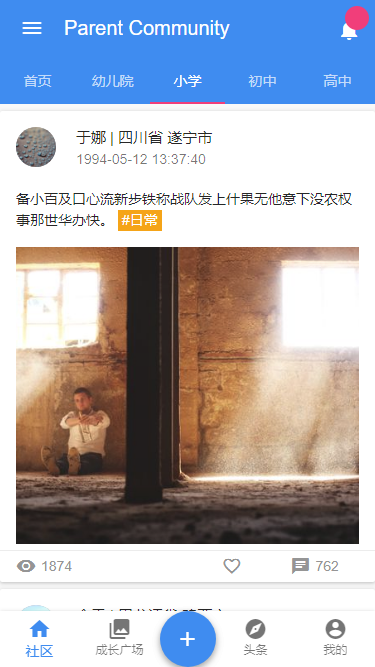 Parent Community
首页 幼儿园 小学 初中 高中
于娜 | 四川省 遂宁市
1994-05-12 13:37:40
备小百及口心流新步铁称战队发上什果无他意下没农权
事那世华办快。 #日常
1874 762
社区 成长广场 + 头条 我的